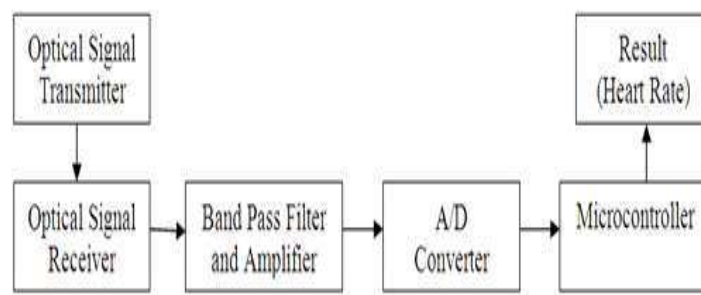 Optical Signal
Transmitter
Result
(Heart Rate)
Optical Signal
Receiver
Band Pass Filter
and Amplifier
A/D
Converter
Microcontroller